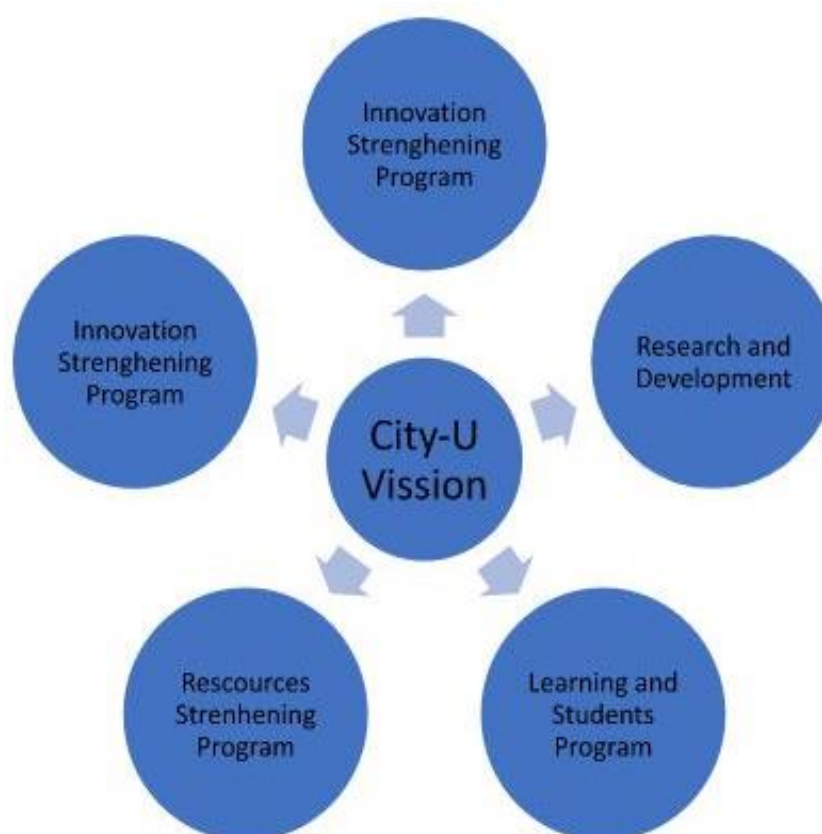 Innovation
Strenghening
Program
Innovation
Strenghening
Program
Research and
Development
City-U
Vission
Rescources
Strenhening
Program
Learning and
Students
Program